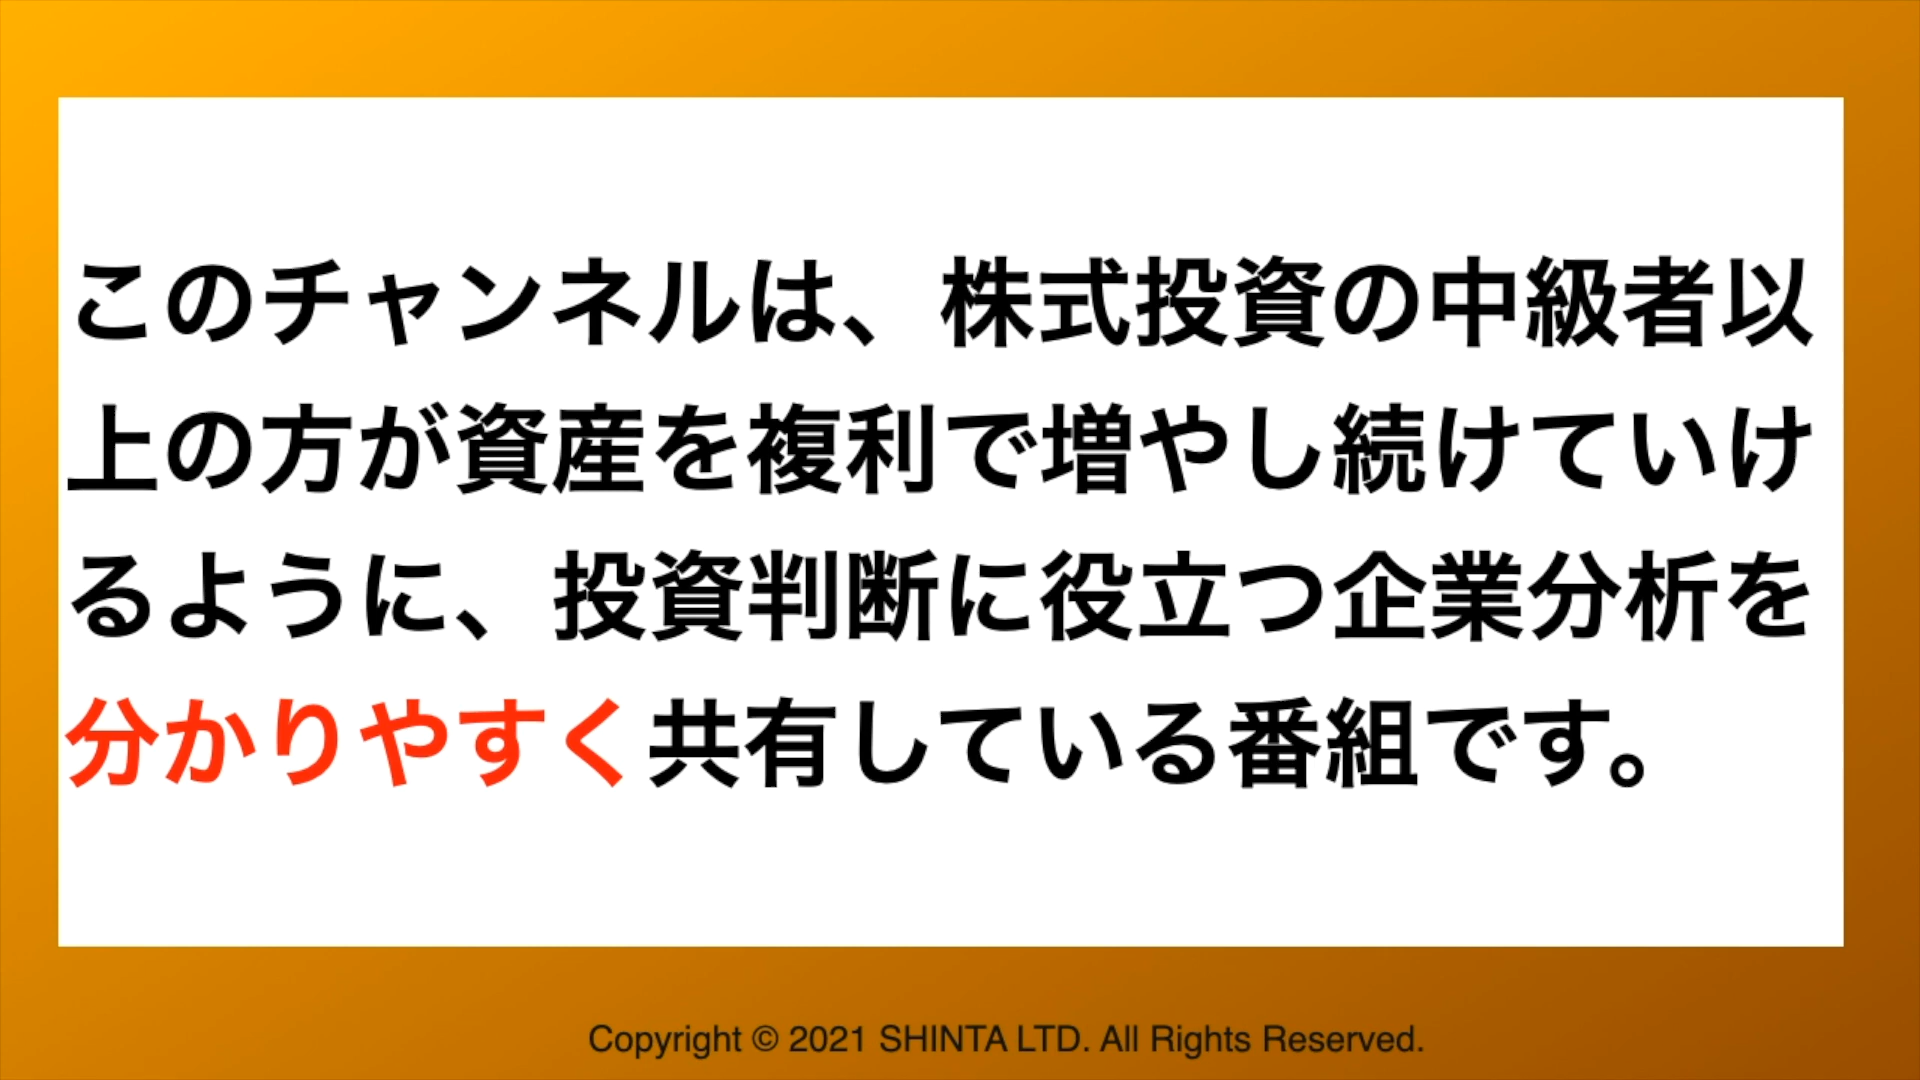 このチャンネルは、株式投資の中級者以
上の方が資産を複利で増やし続けていけ
るように、投資判断に役立つ企業分析を
分かりやすく共有している番組です。
Copyright © 2021 SHINTA LTD. All Rights Reserved.